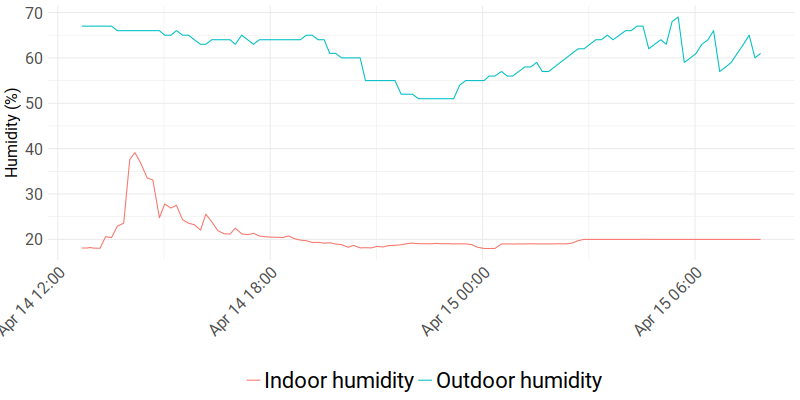 Humidity (%)
70
60
50
40
30
20
Apr 14 12:00
Apr 14 18:00
Apr 15 00:00
Apr 15 06:00
Indoor humidity
Outdoor humidity